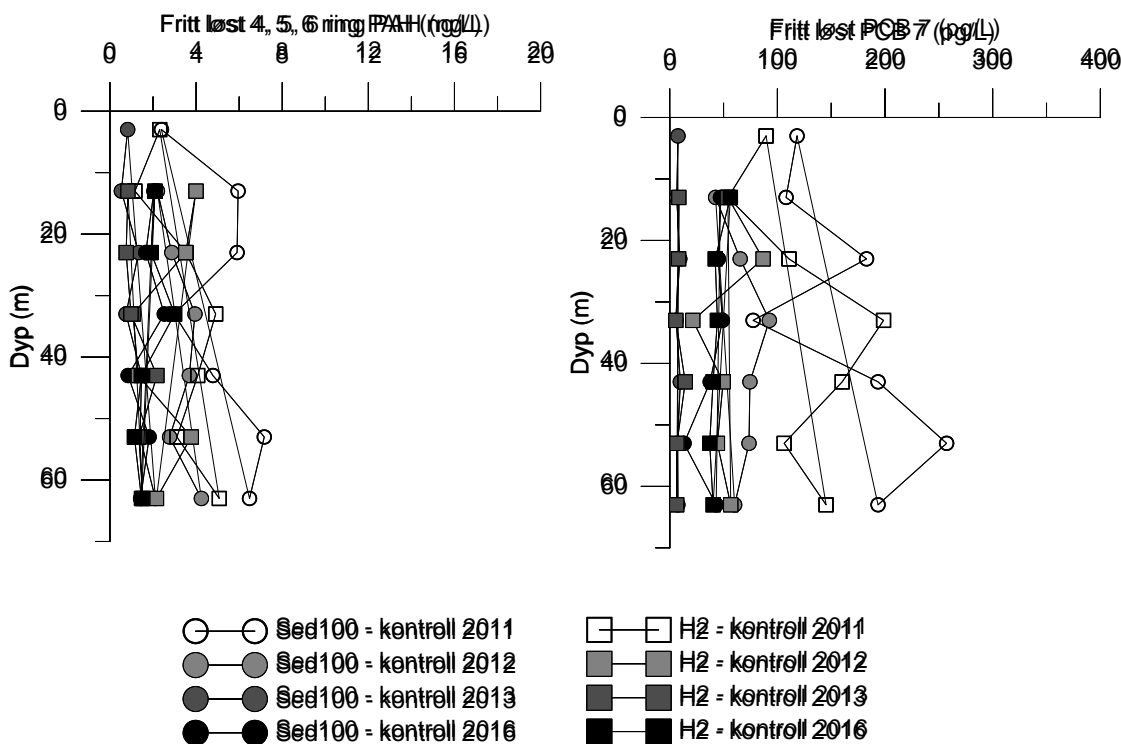 Fritt løst 4, 5, 6 ring PAH (ng/L)
0 4 8 12 16 20
Dyp (m)
0
20
40
60
Fritt løst PCB 7 (pg/L)
0 100 200 300 400
Dyp (m)
0
20
40
60
Sed100 - kontroll 2011
Sed100 - kontroll 2012
Sed100 - kontroll 2013
Sed100 - kontroll 2016
H2 - kontroll 2011
H2 - kontroll 2012
H2 - kontroll 2013
H2 - kontroll 2016